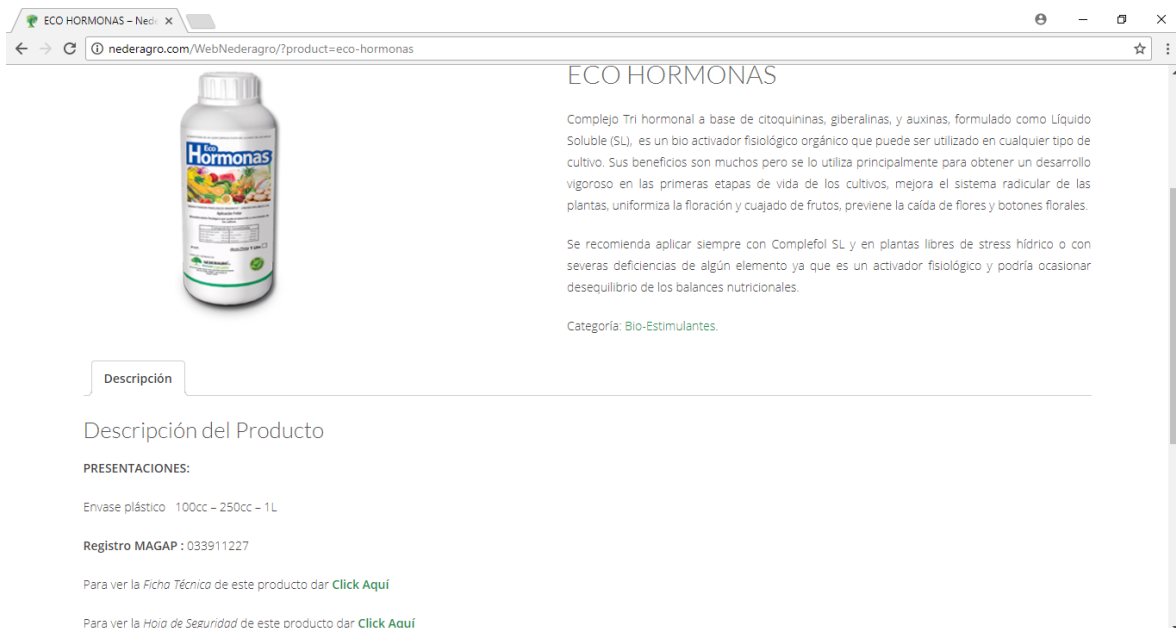 ECO HORMONAS – Nede
nederagro.com/WebNederagro/?product=eco-hormonas
Eco
Hormonas
NEDERAGRO
ECO HORMONAS
Complejo Tri hormonal a base de citoquininas, giberalinas, y auxinas, formulado como Líquido
Soluble (SL), es un bio activador fisiológico orgánico que puede ser utilizado en cualquier tipo de
cultivo. Sus beneficios son muchos pero se lo utiliza principalmente para obtener un desarrollo
vigoroso en las primeras etapas de vida de los cultivos, mejora el sistema radicular de las
plantas, uniformiza la floración y cuajado de frutos, previene la caída de flores y botones florales.
Se recomienda aplicar siempre con Complefol SL y en plantas libres de stress hídrico o con
severas deficiencias de algún elemento ya que es un activador fisiológico y podría ocasionar
desequilibrio de los balances nutricionales.
Categoría: Bio-Estimulantes.
Descripción
Descripción del Producto
PRESENTACIONES:
Envase plástico 100cc – 250cc – 1L
Registro MAGAP : 033911227
Para ver la Ficha Técnica de este producto dar Click Aquí
Para ver la Hoja de Seguridad de este producto dar Click Aquí